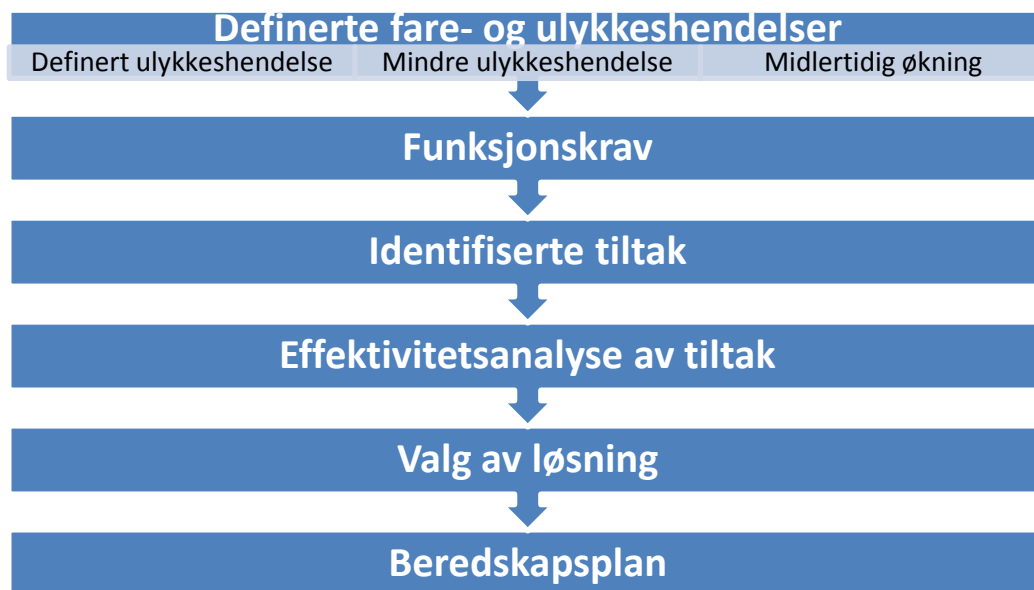 Definerte fare- og ulykkeshendelser
Definert ulykkeshendelse Mindre ulykkeshendelse Midlertidig økning
Funksjonskrav
Identifiserte tiltak
Effektivitetsanalyse av tiltak
Valg av løsning
Beredskapsplan